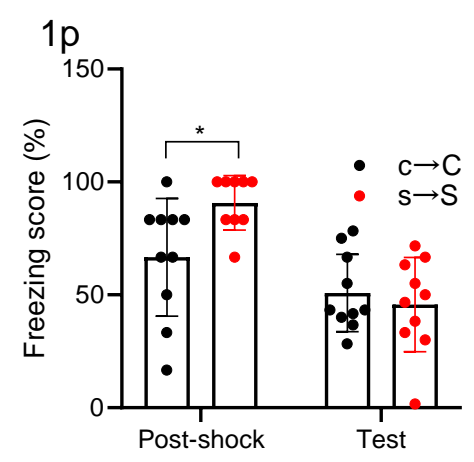 1p
150
100
50
0
Freezing score (%)
*
c→C
s→S
Post-shock
Test